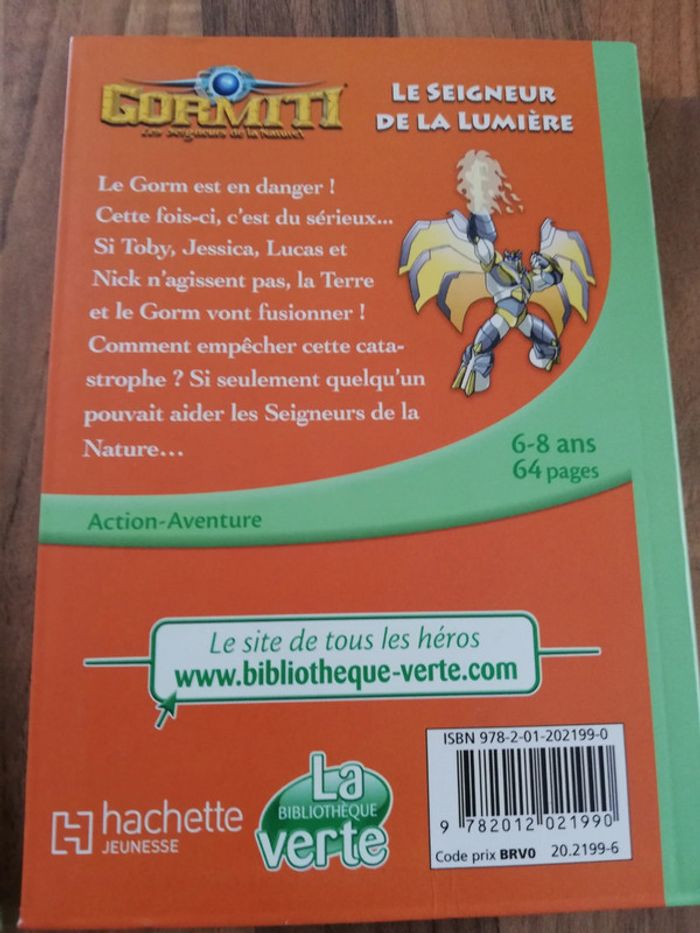 GORMITI
Les Seigneurs de la Nature
LE SEIGNEUR
DE LA LUMIÈRE
Le Gorm est en danger !
Cette fois-ci, c'est du sérieux...
Si Toby, Jessica, Lucas et
Nick n'agissent pas, la Terre
et le Gorm vont fusionner !
Comment empêcher cette cata-
strophe ? Si seulement quelqu'un
pouvait aider les Seigneurs de la
Nature...
6-8 ans
64 pages
Action-Aventure
Le site de tous les héros
www.bibliotheque-verte.com
hachette
JEUNESSE
La
BIBLIOTHÈQUE
verte
ISBN 978-2-01-202199-0
9 782012 021990
Code prix BRV0 20.2199-6